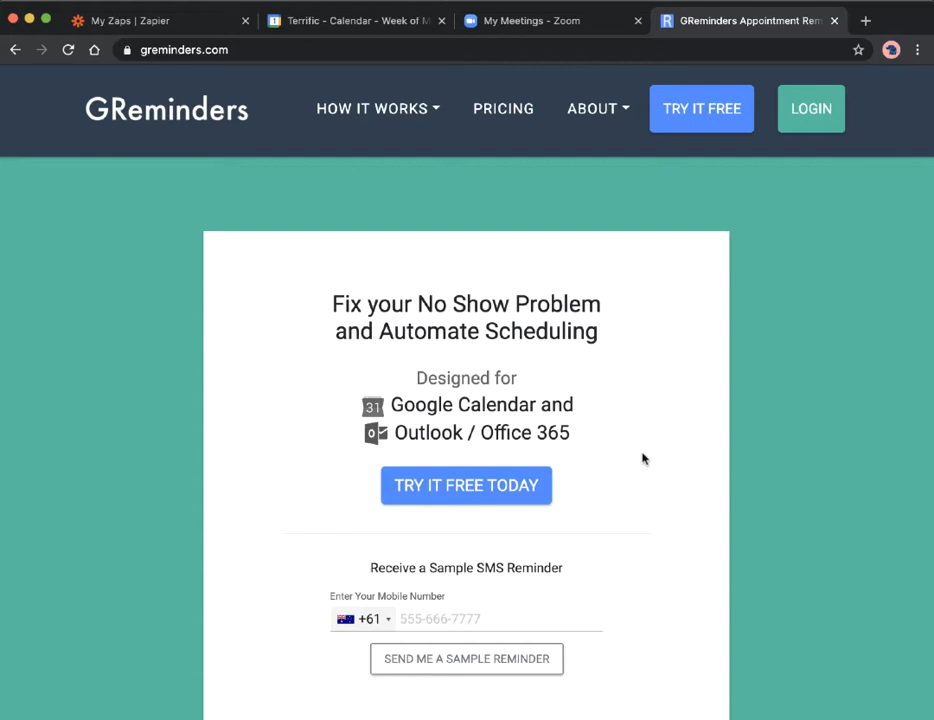 My Zaps | Zapier
Terrific - Calendar - Week of M
My Meetings - Zoom
GReminders Appointment Rem
greminders.com
GReminders
HOW IT WORKS
PRICING
ABOUT
TRY IT FREE
LOGIN
Fix your No Show Problem
and Automate Scheduling
Designed for
31 Google Calendar and
Outlook / Office 365
TRY IT FREE TODAY
Receive a Sample SMS Reminder
Enter Your Mobile Number
+61 555-666-7777
SEND ME A SAMPLE REMINDER